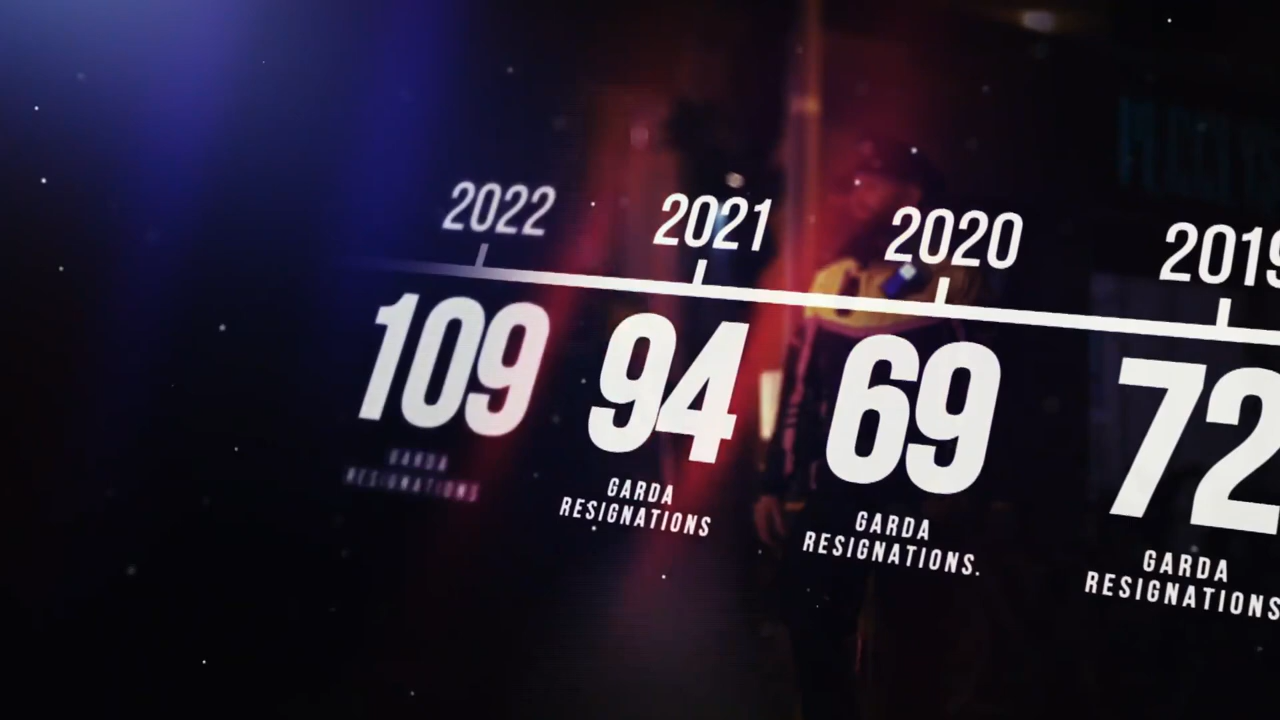 2022
2021
2020
2019
109
94
69
72
GARDA
RESIGNATIONS
GARDA
RESIGNATIONS
GARDA
RESIGNATIONS.
GARDA
RESIGNATIONS